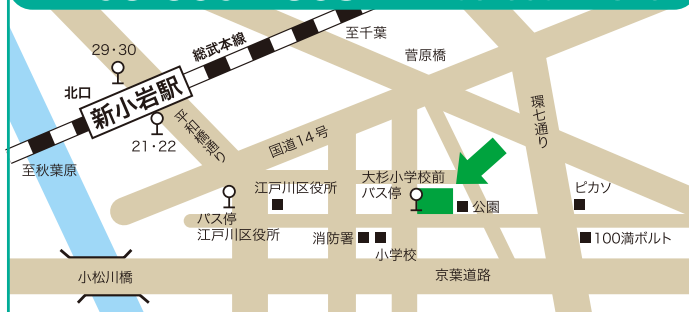 至千葉
総武本線
菅原橋
29・30
北口
新小岩駅
21・22
平和橋通り
国道14号
環七通り
至秋葉原
大杉小学校前
バス停
江戸川区役所
公園
ピカソ
バス停
江戸川区役所
消防署
小学校
100満ボルト
小松川橋
京葉道路